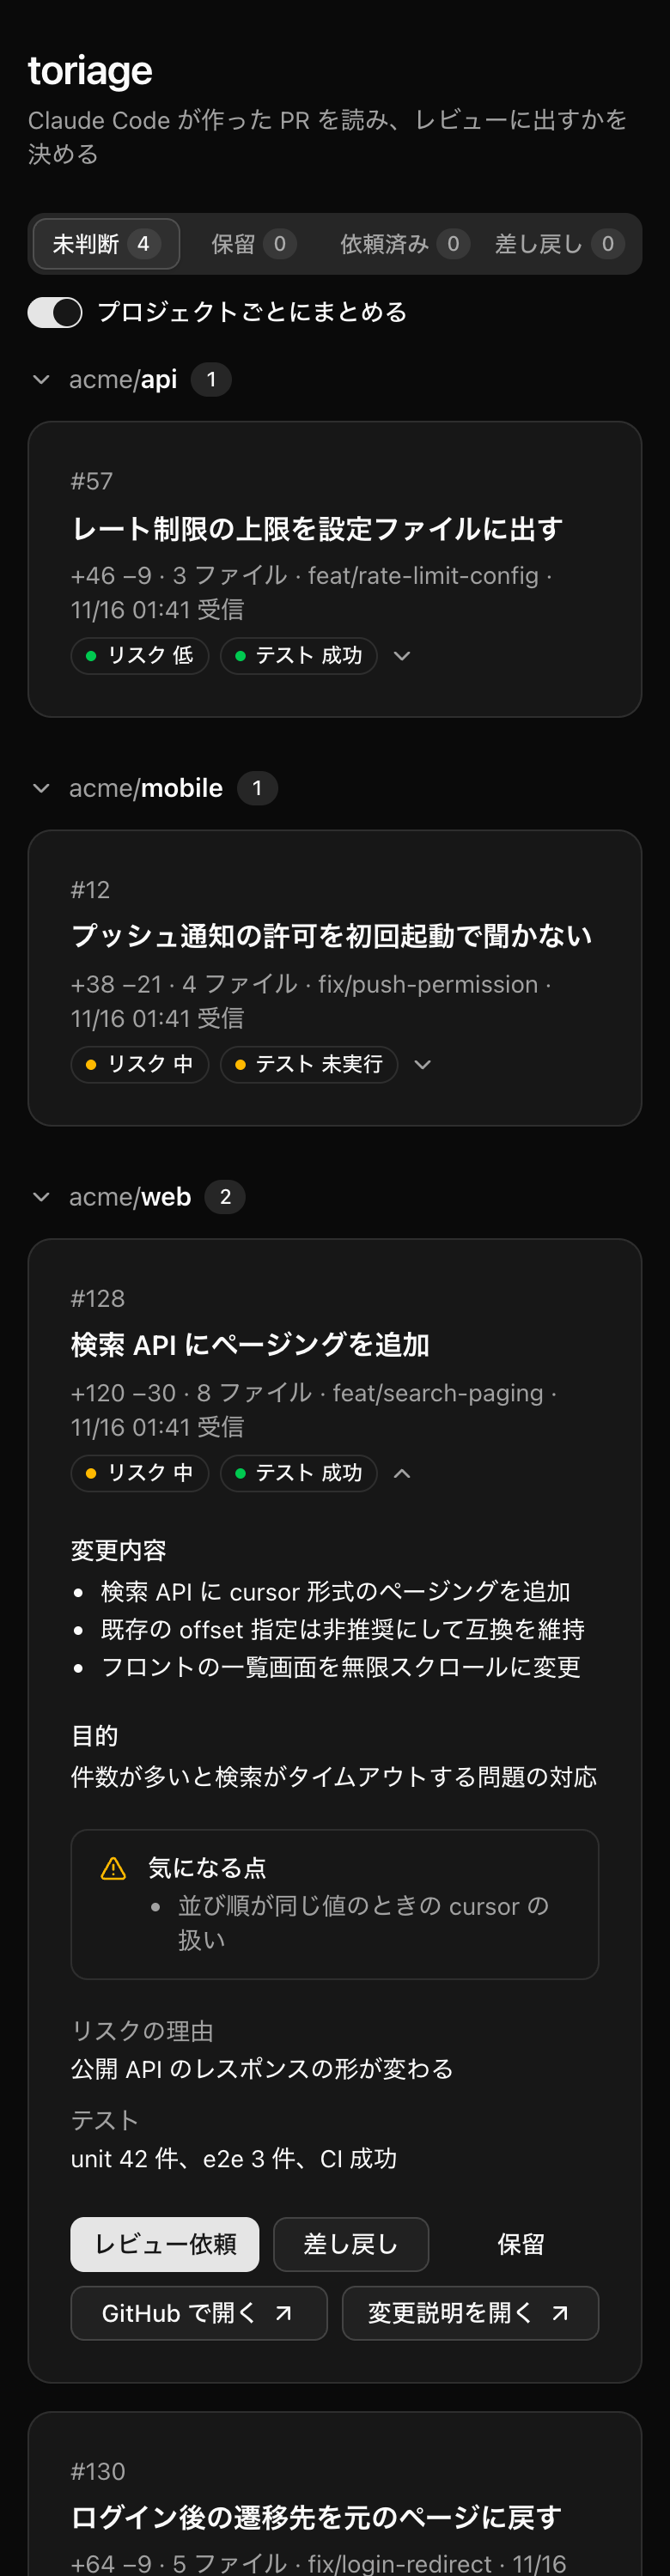 toriage
Claude Code が作った PR を読み、レビューに出すかを
決める
未判断 4 保留 0 依頼済み 0 差し戻し 0
プロジェクトごとにまとめる
acme/api 1
#57
レート制限の上限を設定ファイルに出す
+46 −9 · 3 ファイル · feat/rate-limit-config ·
11/16 01:41 受信
リスク 低 テスト 成功
acme/mobile 1
#12
プッシュ通知の許可を初回起動で聞かない
+38 −21 · 4 ファイル · fix/push-permission ·
11/16 01:41 受信
リスク 中 テスト 未実行
acme/web 2
#128
検索 API にページングを追加
+120 −30 · 8 ファイル · feat/search-paging ·
11/16 01:41 受信
リスク 中 テスト 成功
変更内容
• 検索 API に cursor 形式のページングを追加
• 既存の offset 指定は非推奨にして互換を維持
• フロントの一覧画面を無限スクロールに変更
目的
件数が多いと検索がタイムアウトする問題の対応
気になる点
• 並び順が同じ値のときの cursor の
扱い
リスクの理由
公開 API のレスポンスの形が変わる
テスト
unit 42 件、e2e 3 件、CI 成功
レビュー依頼 差し戻し 保留
GitHub で開く 変更説明を開く
#130
ログイン後の遷移先を元のページに戻す
+64 −9 · 5 ファイル · fix/login-redirect · 11/16